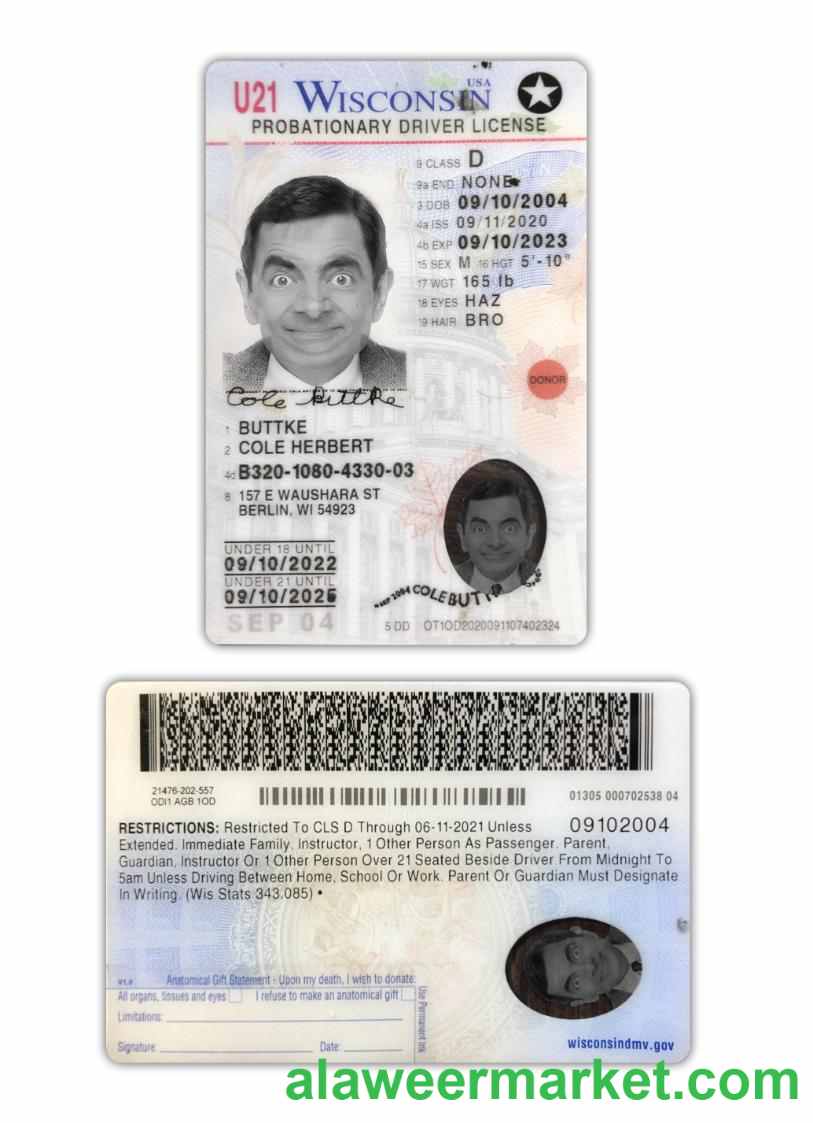 U21 WISCONSIN USA
PROBATIONARY DRIVER LICENSE
9 CLASS D
9a END NONE
3 DOB 09/10/2004
4a ISS 09/11/2020
4b EXP 09/10/2023
15 SEX M 16 HGT 5'-10"
17 WGT 165 lb
18 EYES HAZ
19 HAIR BRO
DONOR
Cole Buttke
1 BUTTKE
2 COLE HERBERT
4d B320-1080-4330-03
8 157 E WAUSHARA ST
BERLIN, WI 54923
UNDER 18 UNTIL
09/10/2022
UNDER 21 UNTIL
09/10/2025
SEP 04
5 DD OT1OD2020091107402324
21476-202-557
ODI1 AGB 1OD
01305 000702538 04
RESTRICTIONS: Restricted To CLS D Through 06-11-2021 Unless
09102004
Extended. Immediate Family, Instructor, 1 Other Person As Passenger. Parent,
Guardian, Instructor Or 1 Other Person Over 21 Seated Beside Driver From Midnight To
5am Unless Driving Between Home, School Or Work. Parent Or Guardian Must Designate
In Writing. (Wis Stats 343.085) •
Anatomical Gift Statement - Upon my death, I wish to donate:
All organs, tissues and eyes I refuse to make an anatomical gift
Limitations:
Signature: Date:
Use Permanent Ink
wisconsindmv.gov
alaweermarket.com